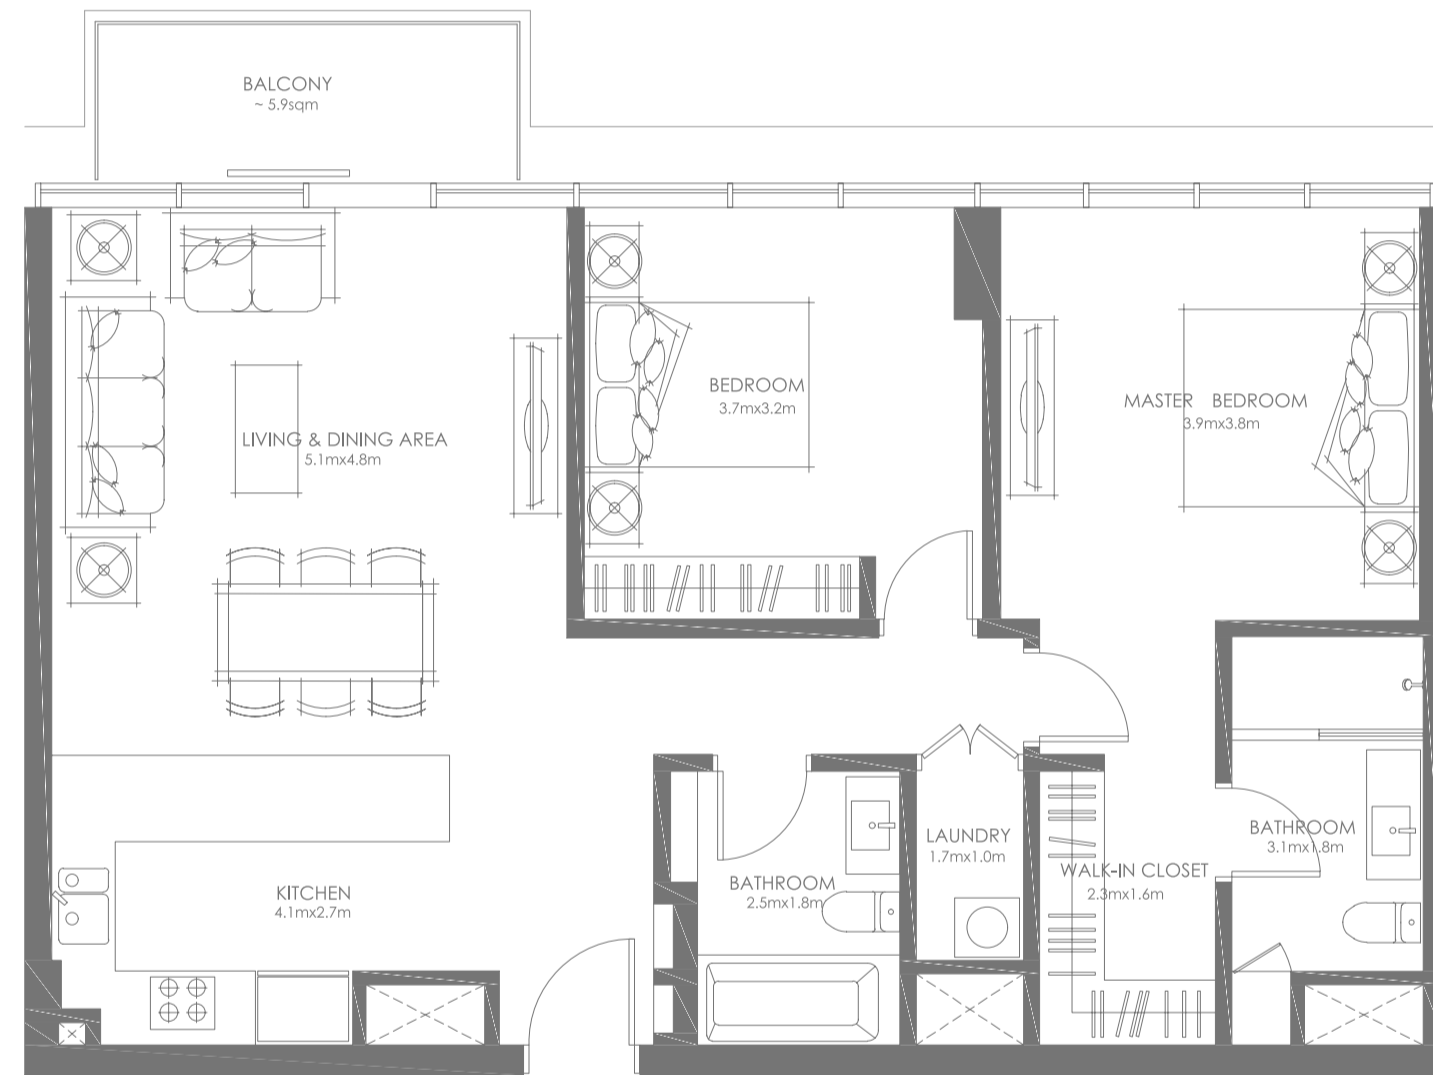 BALCONY
~ 5.9sqm
BEDROOM
3.7mx3.2m
MASTER BEDROOM
3.9mx3.8m
LIVING & DINING AREA
5.1mx4.8m
LAUNDRY
1.7mx1.0m
BATHROOM
3.1mx1.8m
WALK-IN CLOSET
2.3mx1.6m
BATHROOM
2.5mx1.8m
KITCHEN
4.1mx2.7m